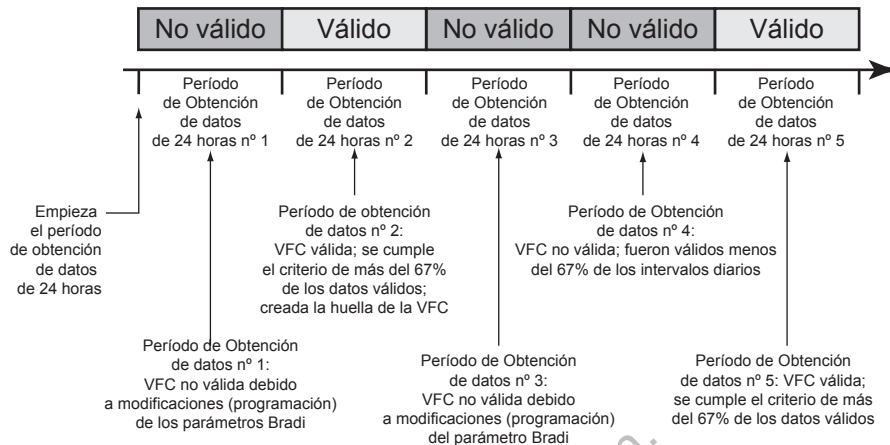 No válido
Válido
No válido
No válido
Válido
Período
de Obtención
de datos
de 24 horas nº 1
Período
de Obtención
de datos
de 24 horas nº 2
Período
de Obtención
de datos
de 24 horas nº 3
Período
de Obtención
de datos
de 24 horas nº 4
Período
de Obtención
de datos
de 24 horas nº 5
Empieza
el período
de obtención
de datos
de 24 horas
Período de obtención
de datos nº 2:
VFC válida; se cumple
el criterio de más del 67%
de los datos válidos;
creada la huella de la VFC
Período de Obtención
de datos nº 4:
VFC no válida; fueron válidos menos
del 67% de los intervalos diarios
Período de Obtención
de datos nº 1:
VFC no válida debido
a modificaciones (programación)
de los parámetros Bradi
Período de Obtención
de datos nº 3:
VFC no válida debido
a modificaciones (programación)
del parámetro Bradi
Período de Obtención
de datos nº 5: VFC válida;
se cumple el criterio de más
del 67% de los datos válidos